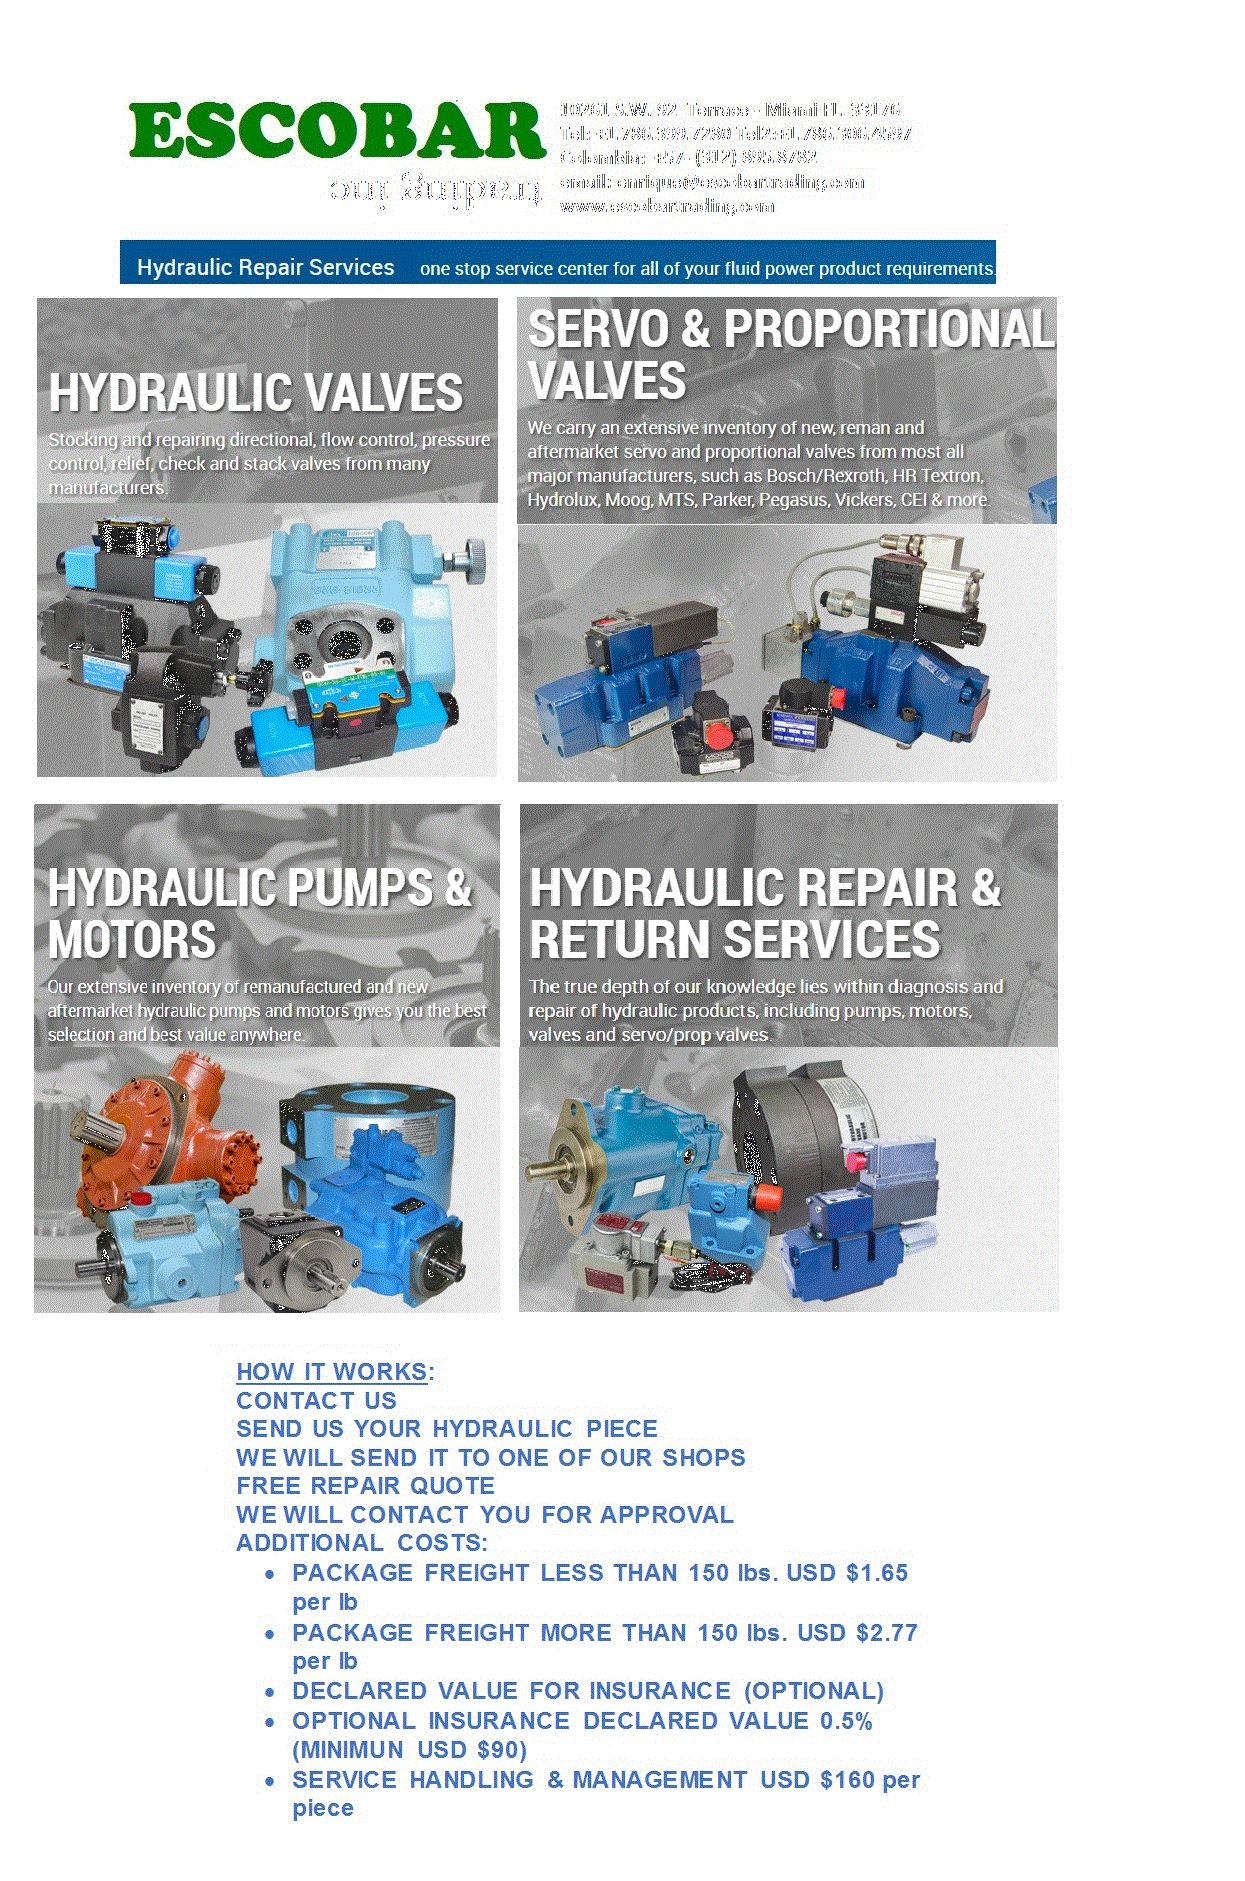 ESCOBAR
Miami FL
Colombia:
email: enrique@escobartrading.com
www.escobartrading.com
Hydraulic Repair Services one stop service center for all of your fluid power product requirements.
HYDRAULIC VALVES
Stocking and repairing directional, flow control, pressure
control, relief, check and stack valves from many
manufacturers.
SERVO & PROPORTIONAL
VALVES
We carry an extensive inventory of new, reman and
aftermarket servo and proportional valves from most all
major manufacturers, such as Bosch/Rexroth, HR Textron,
Hydrolux, Moog, MTS, Parker, Pegasus, Vickers, CEI & more.
HYDRAULIC PUMPS &
MOTORS
Our extensive inventory of remanufactured and new
aftermarket hydraulic pumps and motors gives you the best
selection and best value anywhere.
HYDRAULIC REPAIR &
RETURN SERVICES
The true depth of our knowledge lies within diagnosis and
repair of hydraulic products, including pumps, motors,
valves and servo/prop valves.
HOW IT WORKS:
CONTACT US
SEND US YOUR HYDRAULIC PIECE
WE WILL SEND IT TO ONE OF OUR SHOPS
FREE REPAIR QUOTE
WE WILL CONTACT YOU FOR APPROVAL
ADDITIONAL COSTS:
• PACKAGE FREIGHT LESS THAN 150 lbs. USD $1.65
per lb
• PACKAGE FREIGHT MORE THAN 150 lbs. USD $2.77
per lb
• DECLARED VALUE FOR INSURANCE (OPTIONAL)
• OPTIONAL INSURANCE DECLARED VALUE 0.5%
(MINIMUN USD $90)
• SERVICE HANDLING & MANAGEMENT USD $160 per
piece